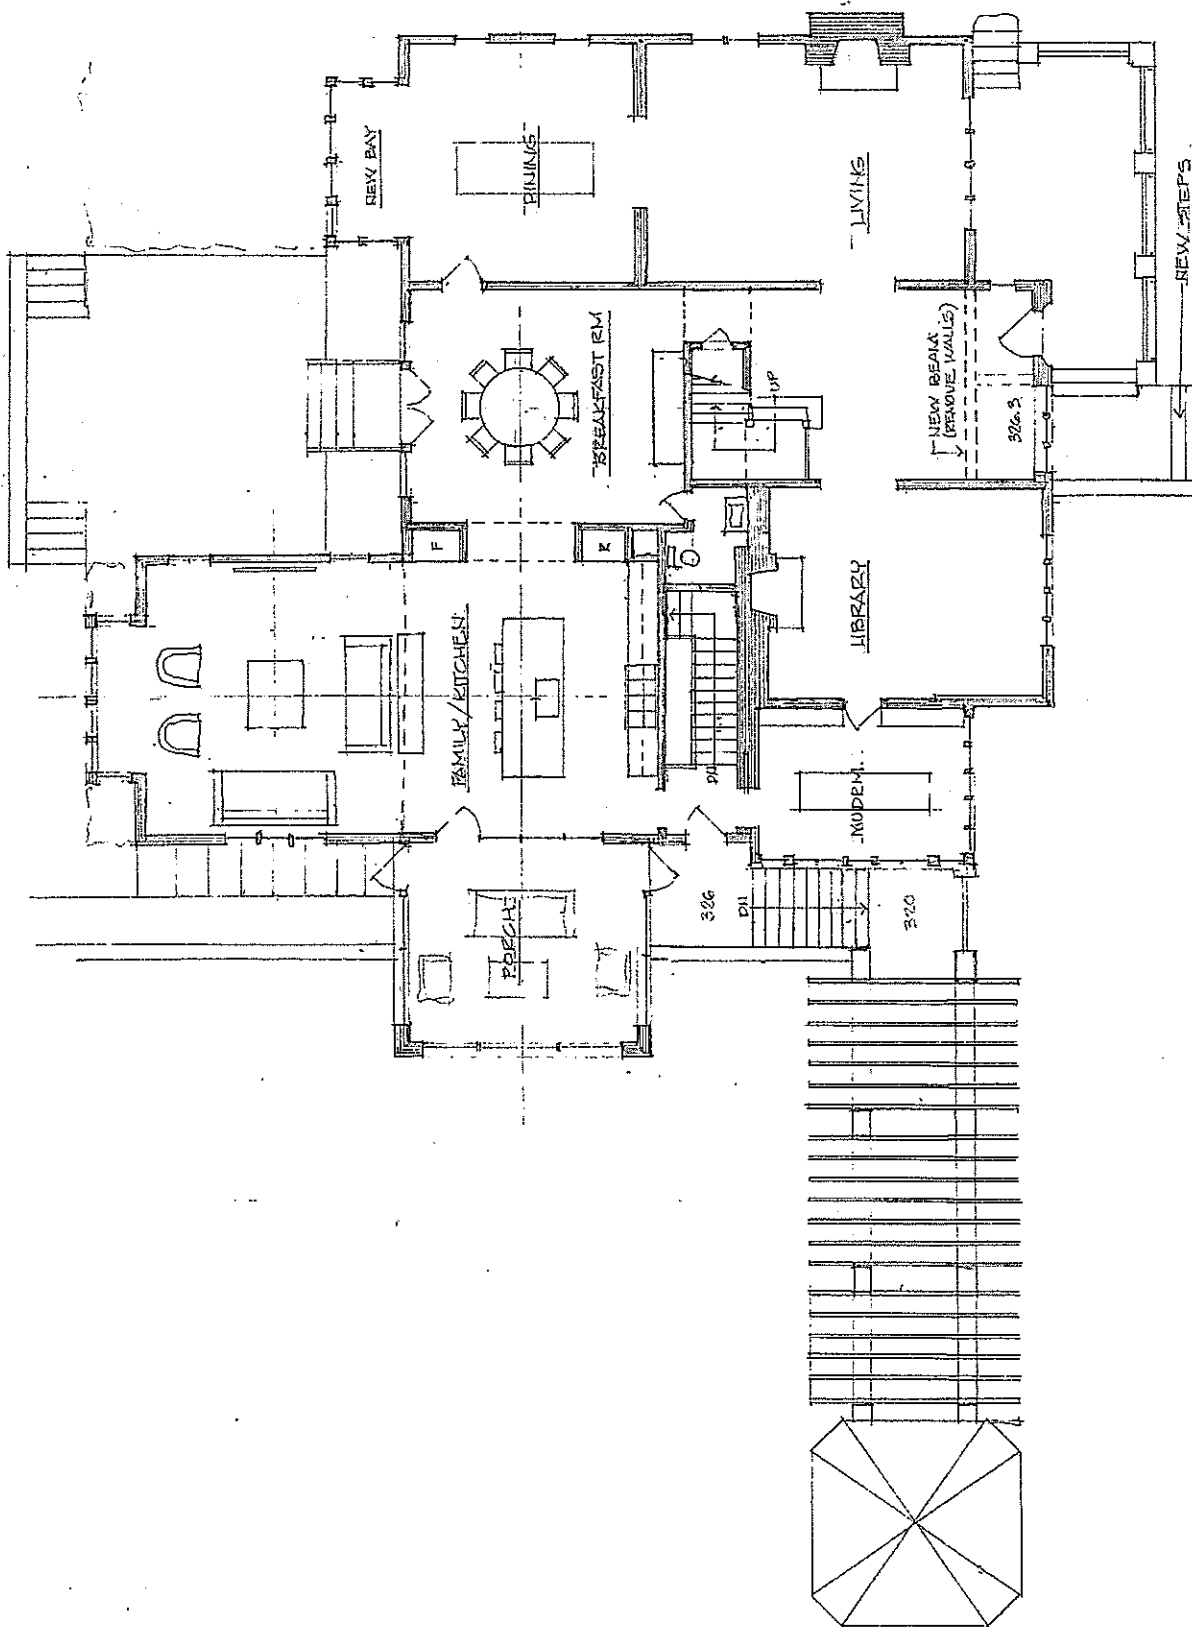 NEW BAY
DINING
LIVING
NEW STEPS
BREAKFAST RM
UP
NEW BEAM
(REMOVE WALLS)
326.3
F
R
FAMILY/KITCHEN
LIBRARY
DN
MUDRM.
PORCH
326
DN
320